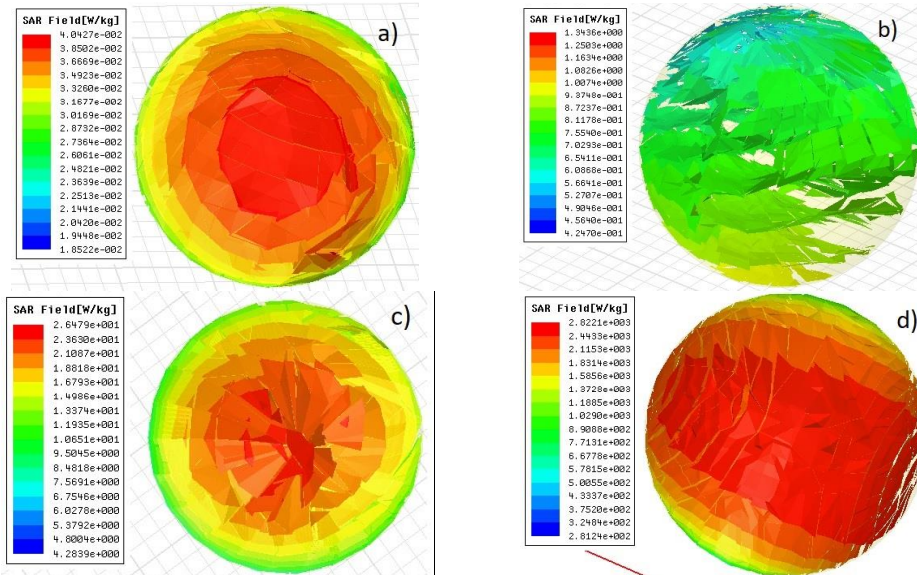 SAR Field[W/kg]
4.0427e-002
3.8502e-002
3.6669e-002
3.4923e-002
3.3260e-002
3.1677e-002
3.0169e-002
2.8732e-002
2.7364e-002
2.6061e-002
2.4821e-002
2.3639e-002
2.2513e-002
2.1441e-002
2.0420e-002
1.9448e-002
1.8522e-002
a)
SAR Field[W/kg]
1.3436e+000
1.2503e+000
1.1634e+000
1.0826e+000
1.0074e+000
9.3748e-001
8.7237e-001
8.1178e-001
7.5540e-001
7.0293e-001
6.5411e-001
6.0868e-001
5.6641e-001
5.2707e-001
4.9046e-001
4.5640e-001
4.2470e-001
b)
SAR Field[W/kg]
2.6479e+001
2.3630e+001
2.1087e+001
1.8818e+001
1.6793e+001
1.4986e+001
1.3374e+001
1.1935e+001
1.0651e+001
9.5045e+000
8.4818e+000
7.5691e+000
6.7546e+000
6.0278e+000
5.3792e+000
4.8004e+000
4.2839e+000
c)
SAR Field[W/kg]
2.8221e+003
2.4433e+003
2.1153e+003
1.8314e+003
1.5856e+003
1.3728e+003
1.1885e+003
1.0290e+003
8.9088e+002
7.7131e+002
6.6778e+002
5.7815e+002
5.0055e+002
4.3337e+002
3.7520e+002
3.2484e+002
2.8124e+002
d)